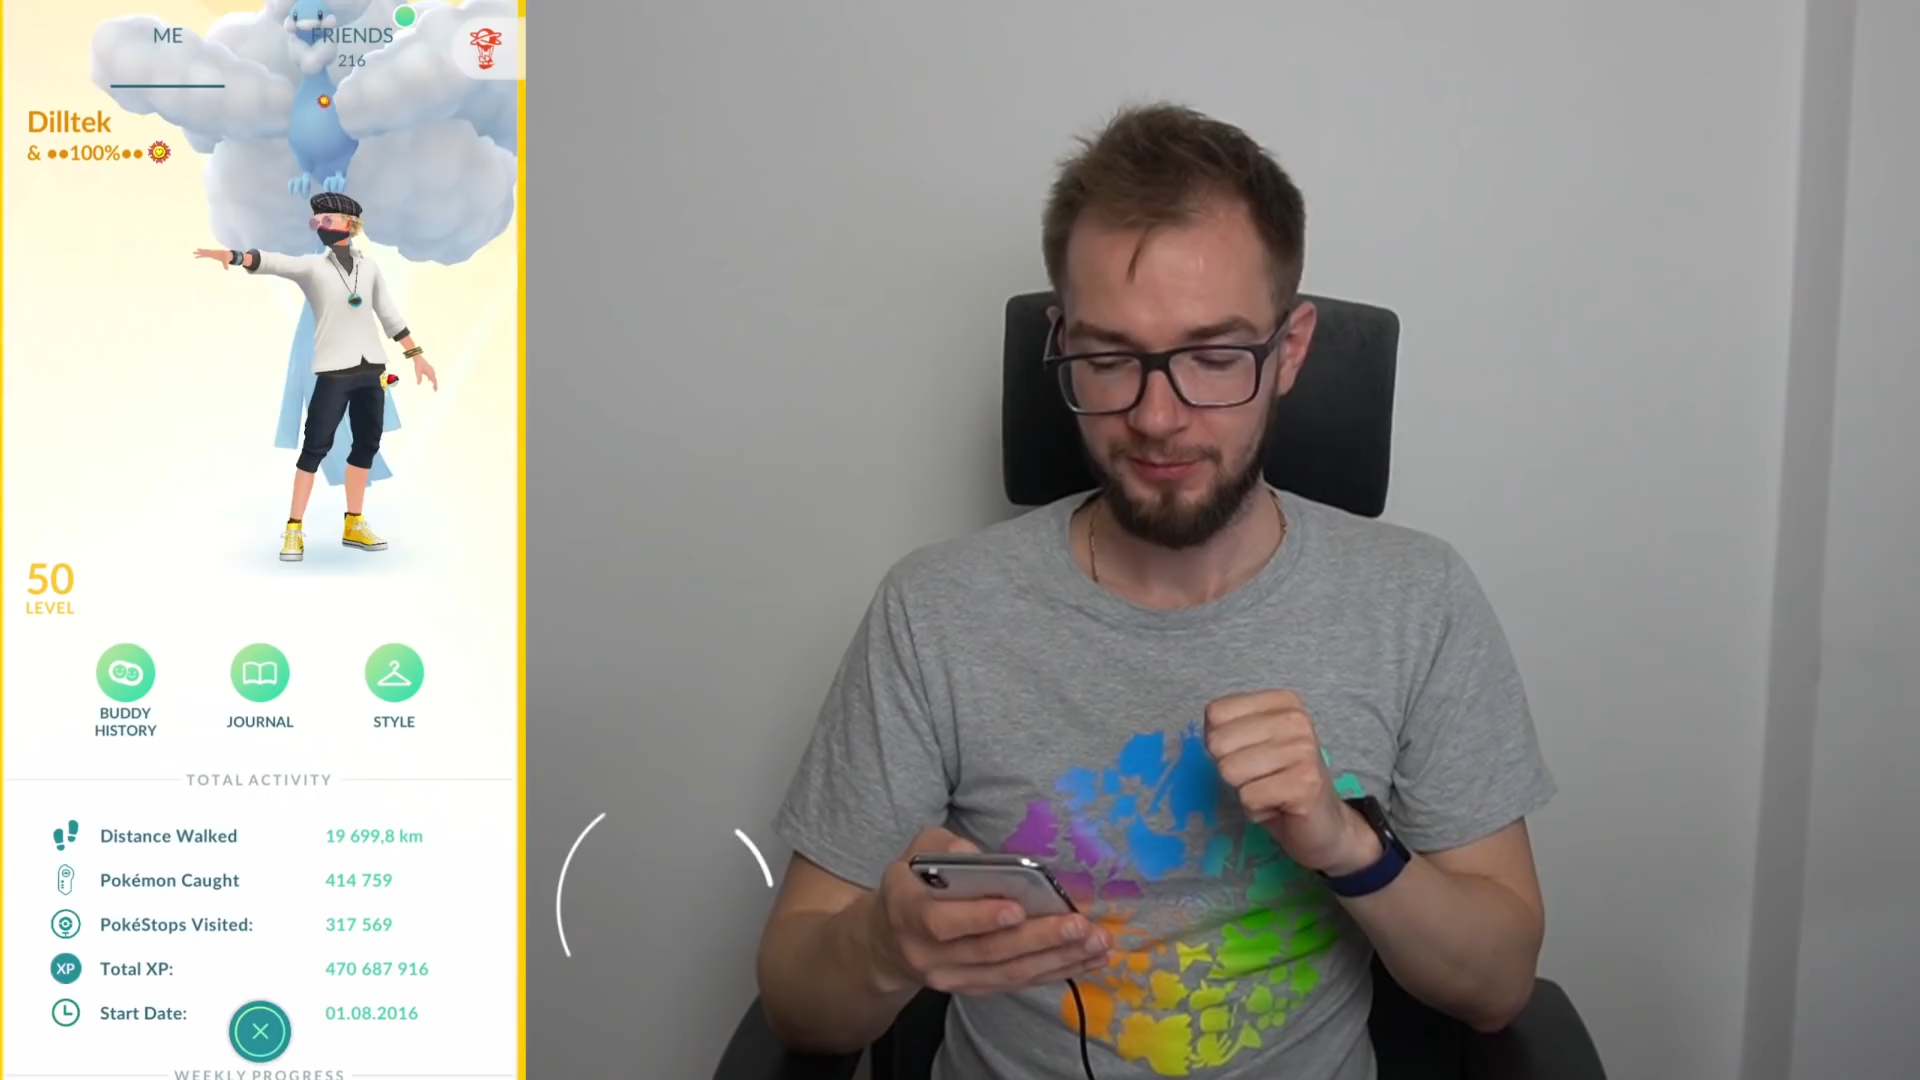 ME
FRIENDS
216
Dilltek
& ●●100%●●
50
LEVEL
BUDDY
HISTORY
JOURNAL
STYLE
TOTAL ACTIVITY
Distance Walked 19 699,8 km
Pokémon Caught 414 759
PokéStops Visited: 317 569
XP Total XP: 470 687 916
Start Date: 01.08.2016
WEEKLY PROGRESS